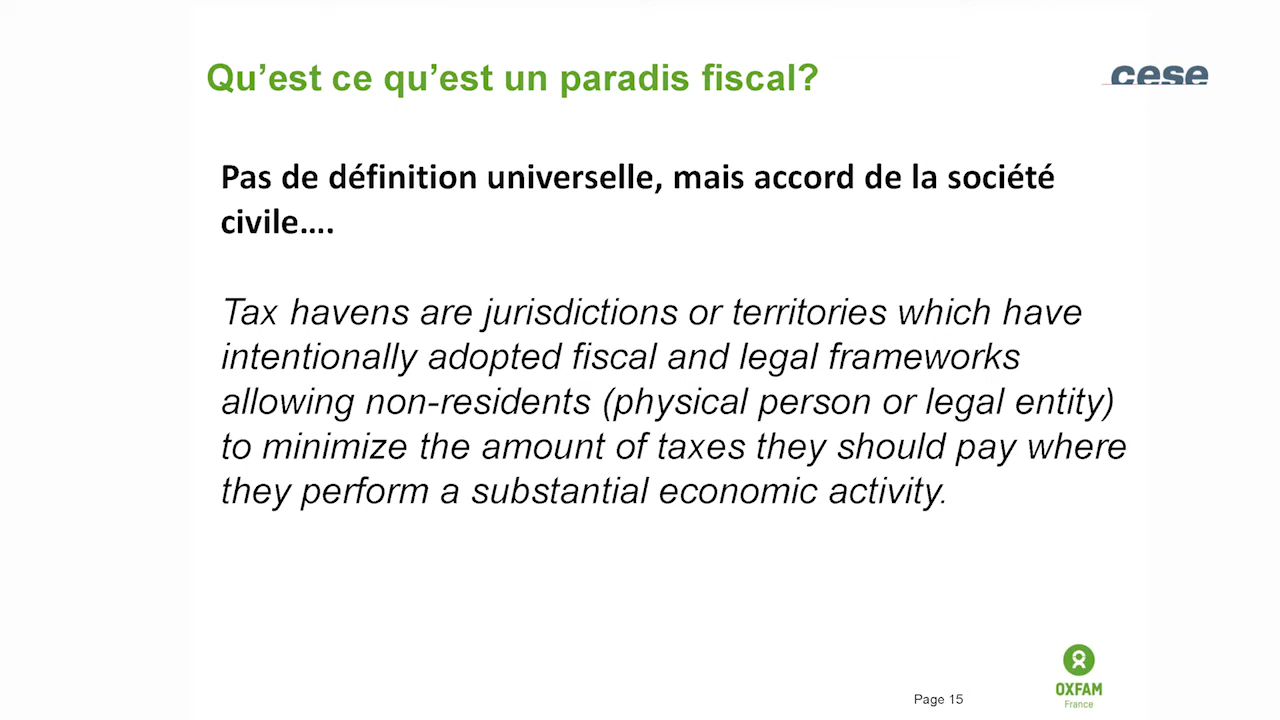 Qu’est ce qu’est un paradis fiscal?
cese
Pas de définition universelle, mais accord de la société
civile….
Tax havens are jurisdictions or territories which have
intentionally adopted fiscal and legal frameworks
allowing non-residents (physical person or legal entity)
to minimize the amount of taxes they should pay where
they perform a substantial economic activity.
Page 15
OXFAM
France